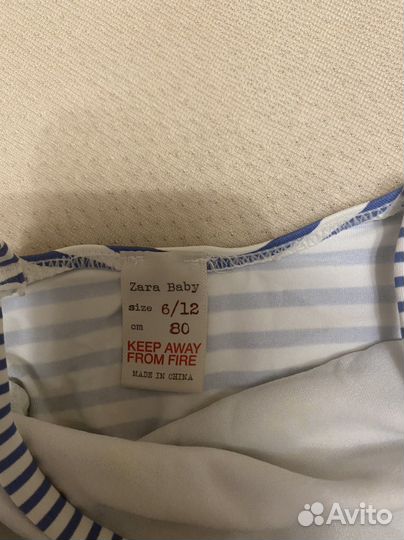 Zara Baby
size 6/12
cm 80
KEEP AWAY
FROM FIRE
MADE IN CHINA
Avito